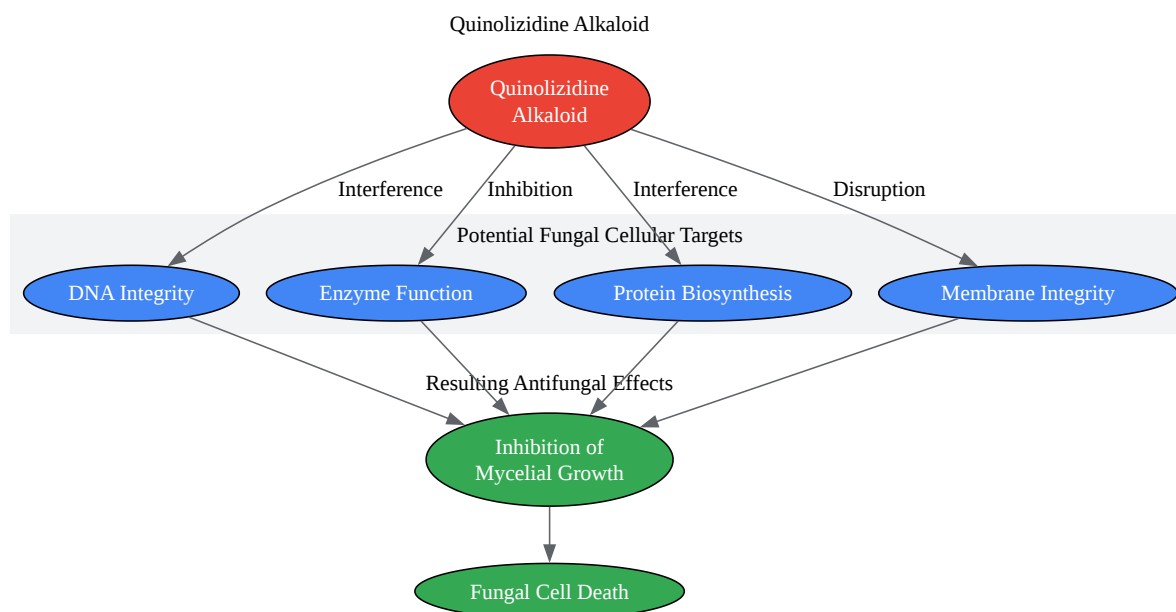 Quinolizidine Alkaloid
Quinolizidine
Alkaloid
Interference
Inhibition
Interference
Disruption
Potential Fungal Cellular Targets
DNA Integrity
Enzyme Function
Protein Biosynthesis
Membrane Integrity
Resulting Antifungal Effects
Inhibition of
Mycelial Growth
Fungal Cell Death